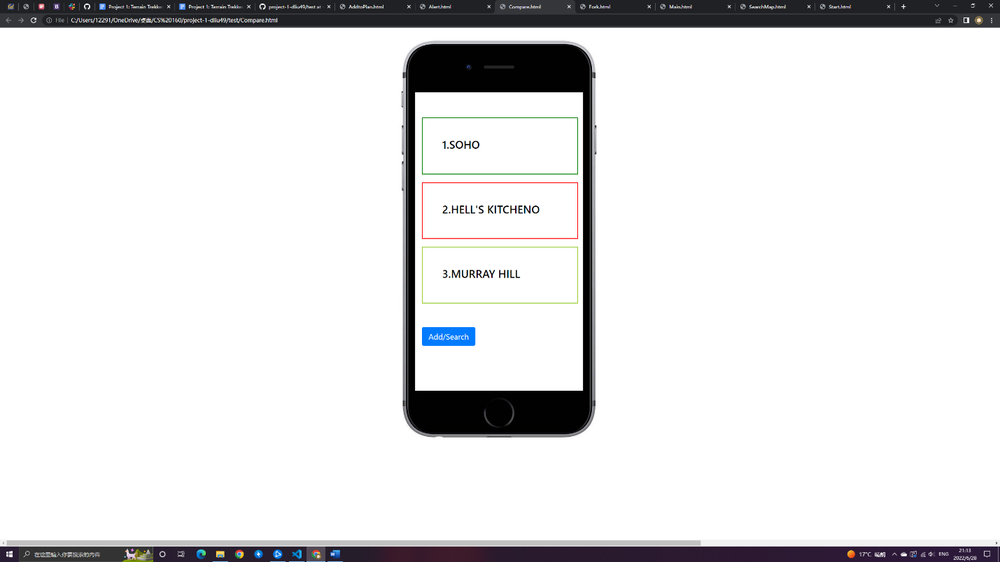 Project 1: Terrain Trekke
Project 1: Terrain Trekke
project-1-dliu49/test at
AddtoPlan.html
Alert.html
Compare.html
Fork.html
Main.html
SearchMap.html
Start.html
File
C:/Users/12291/OneDrive/桌面/CS%20160/project-1-dliu49/test/Compare.html
1.SOHO
2.HELL'S KITCHENO
3.MURRAY HILL
Add/Search
在这里输入你要搜索的内容
17°C 晴朗
ENG
21:13
2022/6/28